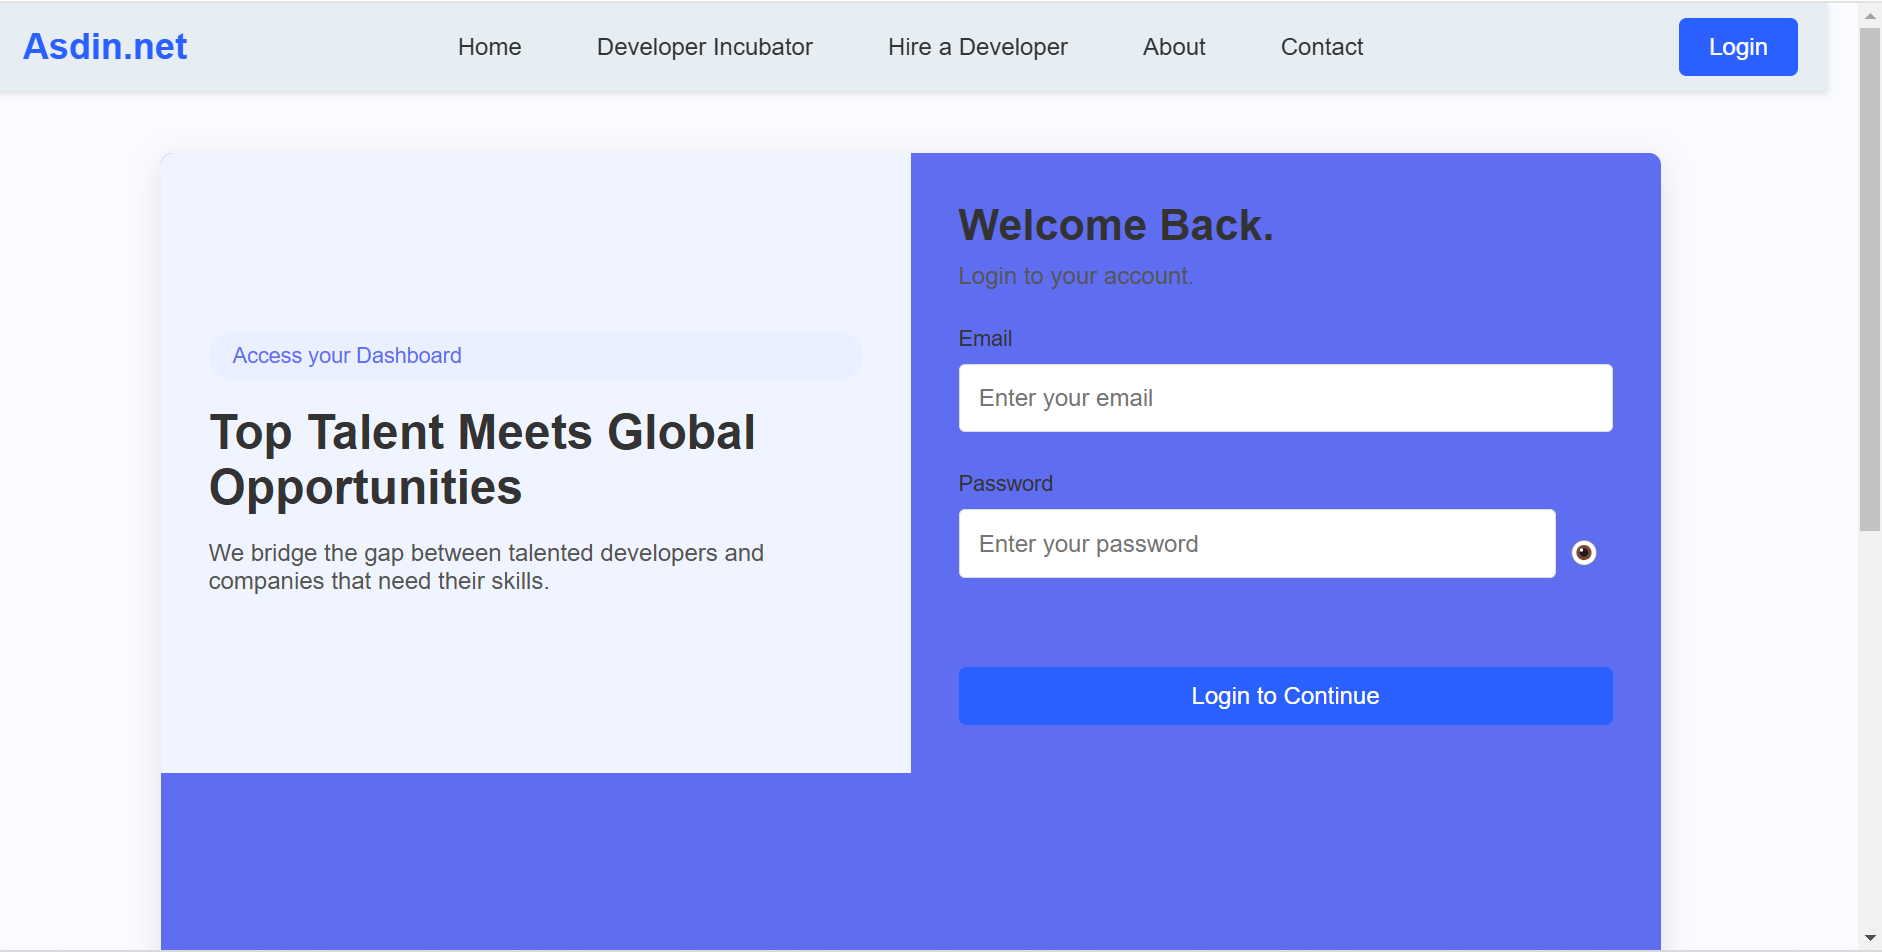 Asdin.net
Home
Developer Incubator
Hire a Developer
About
Contact
Login
Access your Dashboard
Top Talent Meets Global
Opportunities
We bridge the gap between talented developers and
companies that need their skills.
Welcome Back.
Login to your account.
Email
Enter your email
Password
Enter your password
Login to Continue